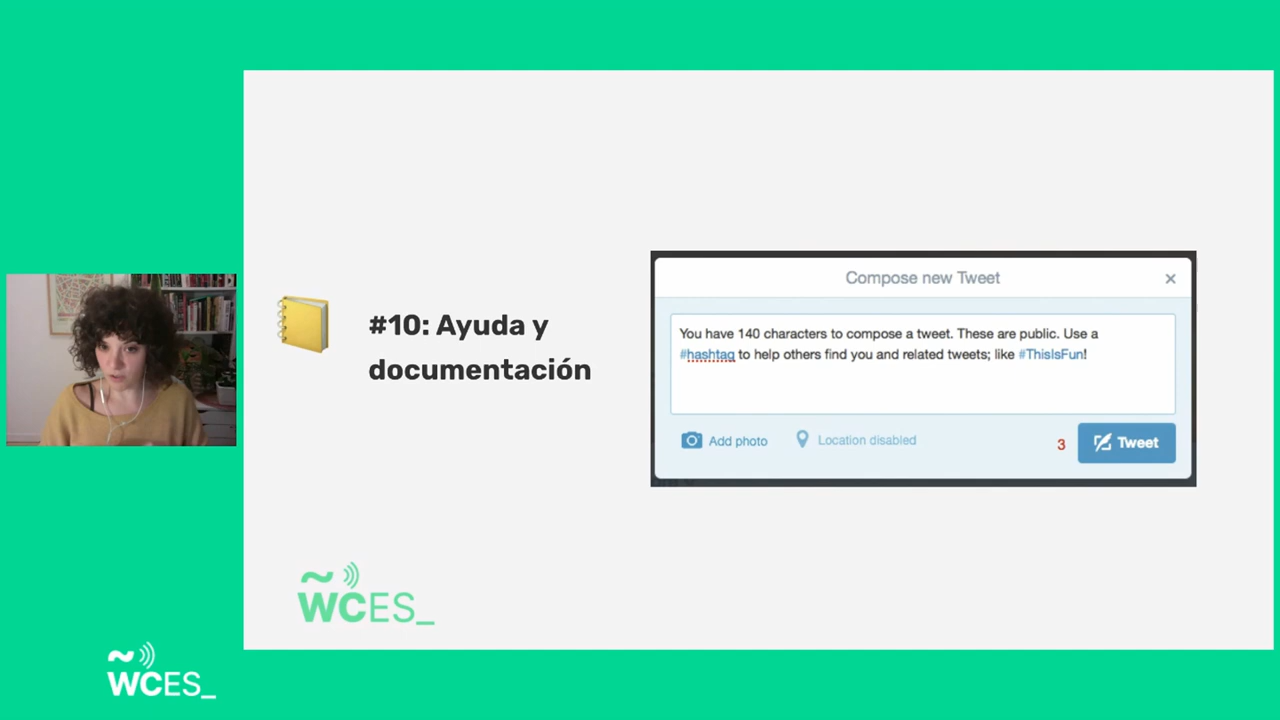 #10: Ayuda y
documentación
Compose new Tweet
×
You have 140 characters to compose a tweet. These are public. Use a
#hashtag to help others find you and related tweets; like #ThisIsFun!
Add photo
Location disabled
3
Tweet
~ WCES_
~ WCES_